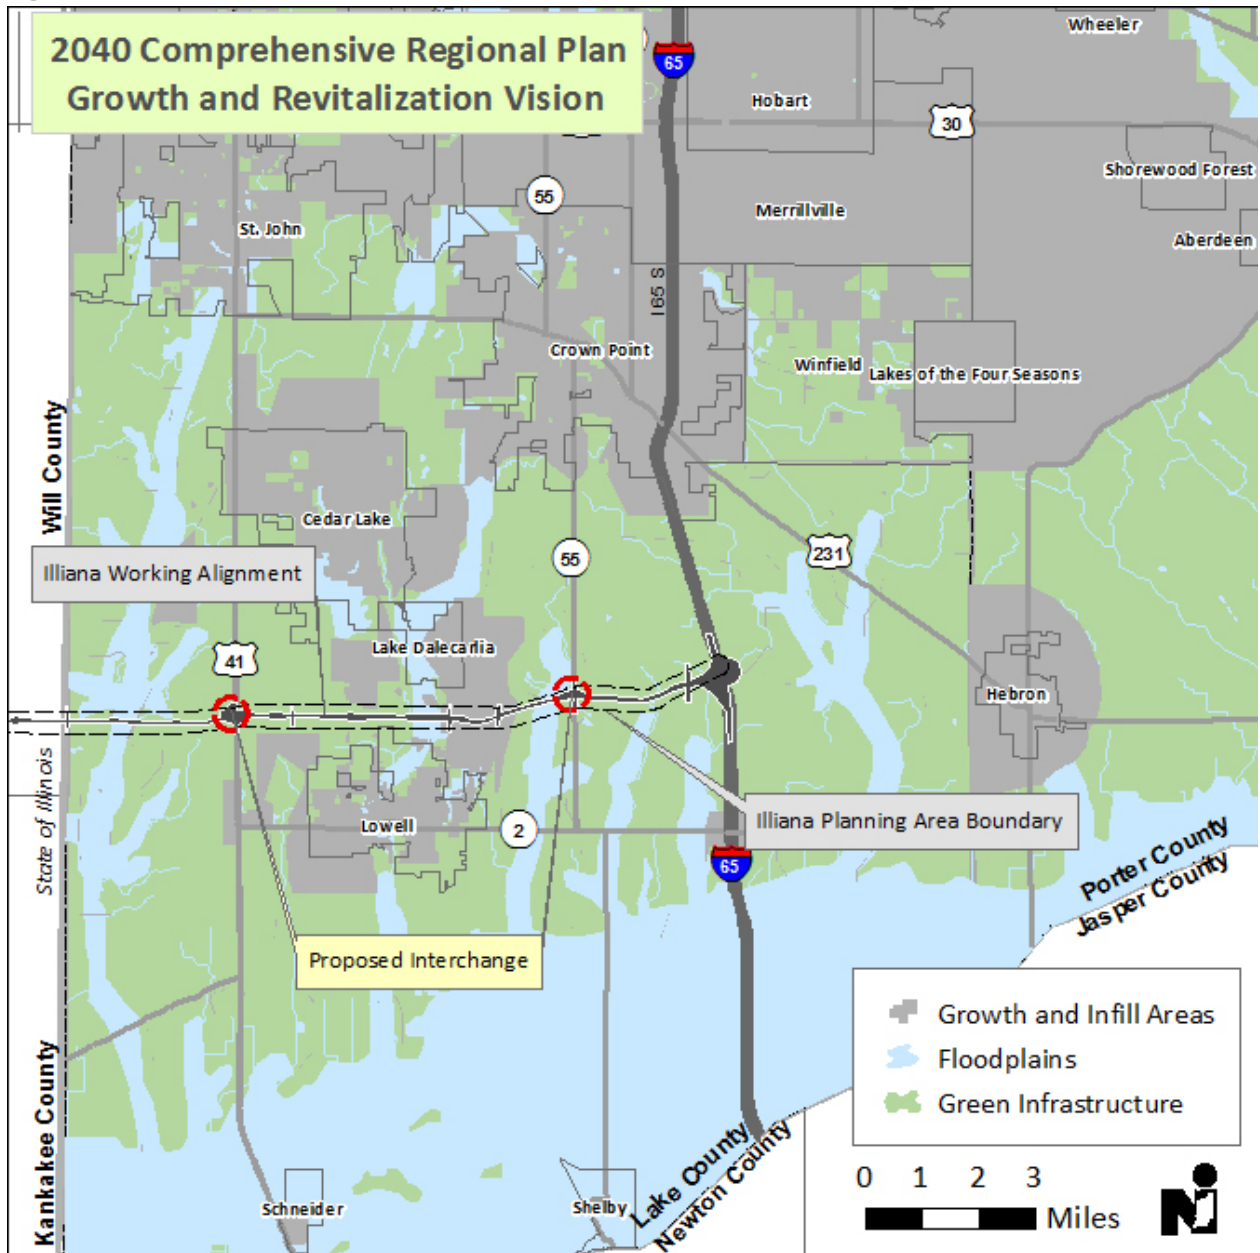 2040 Comprehensive Regional Plan
Growth and Revitalization Vision
65
Wheeler
Hobart
30
Shorewood Forest
55
Merrillville
St. John
Aberdeen
I65 S
Crown Point
Winfield
Lakes of the Four Seasons
Will County
Cedar Lake
Illiana Working Alignment
55
231
Lake Dalecarlia
41
Hebron
State of Illinois
Illiana Planning Area Boundary
Lowell
2
65
Porter County
Jasper County
Proposed Interchange
Growth and Infill Areas
Floodplains
Green Infrastructure
Kankakee County
Lake County
Newton County
Schneider
Shelby
0 1 2 3
Miles